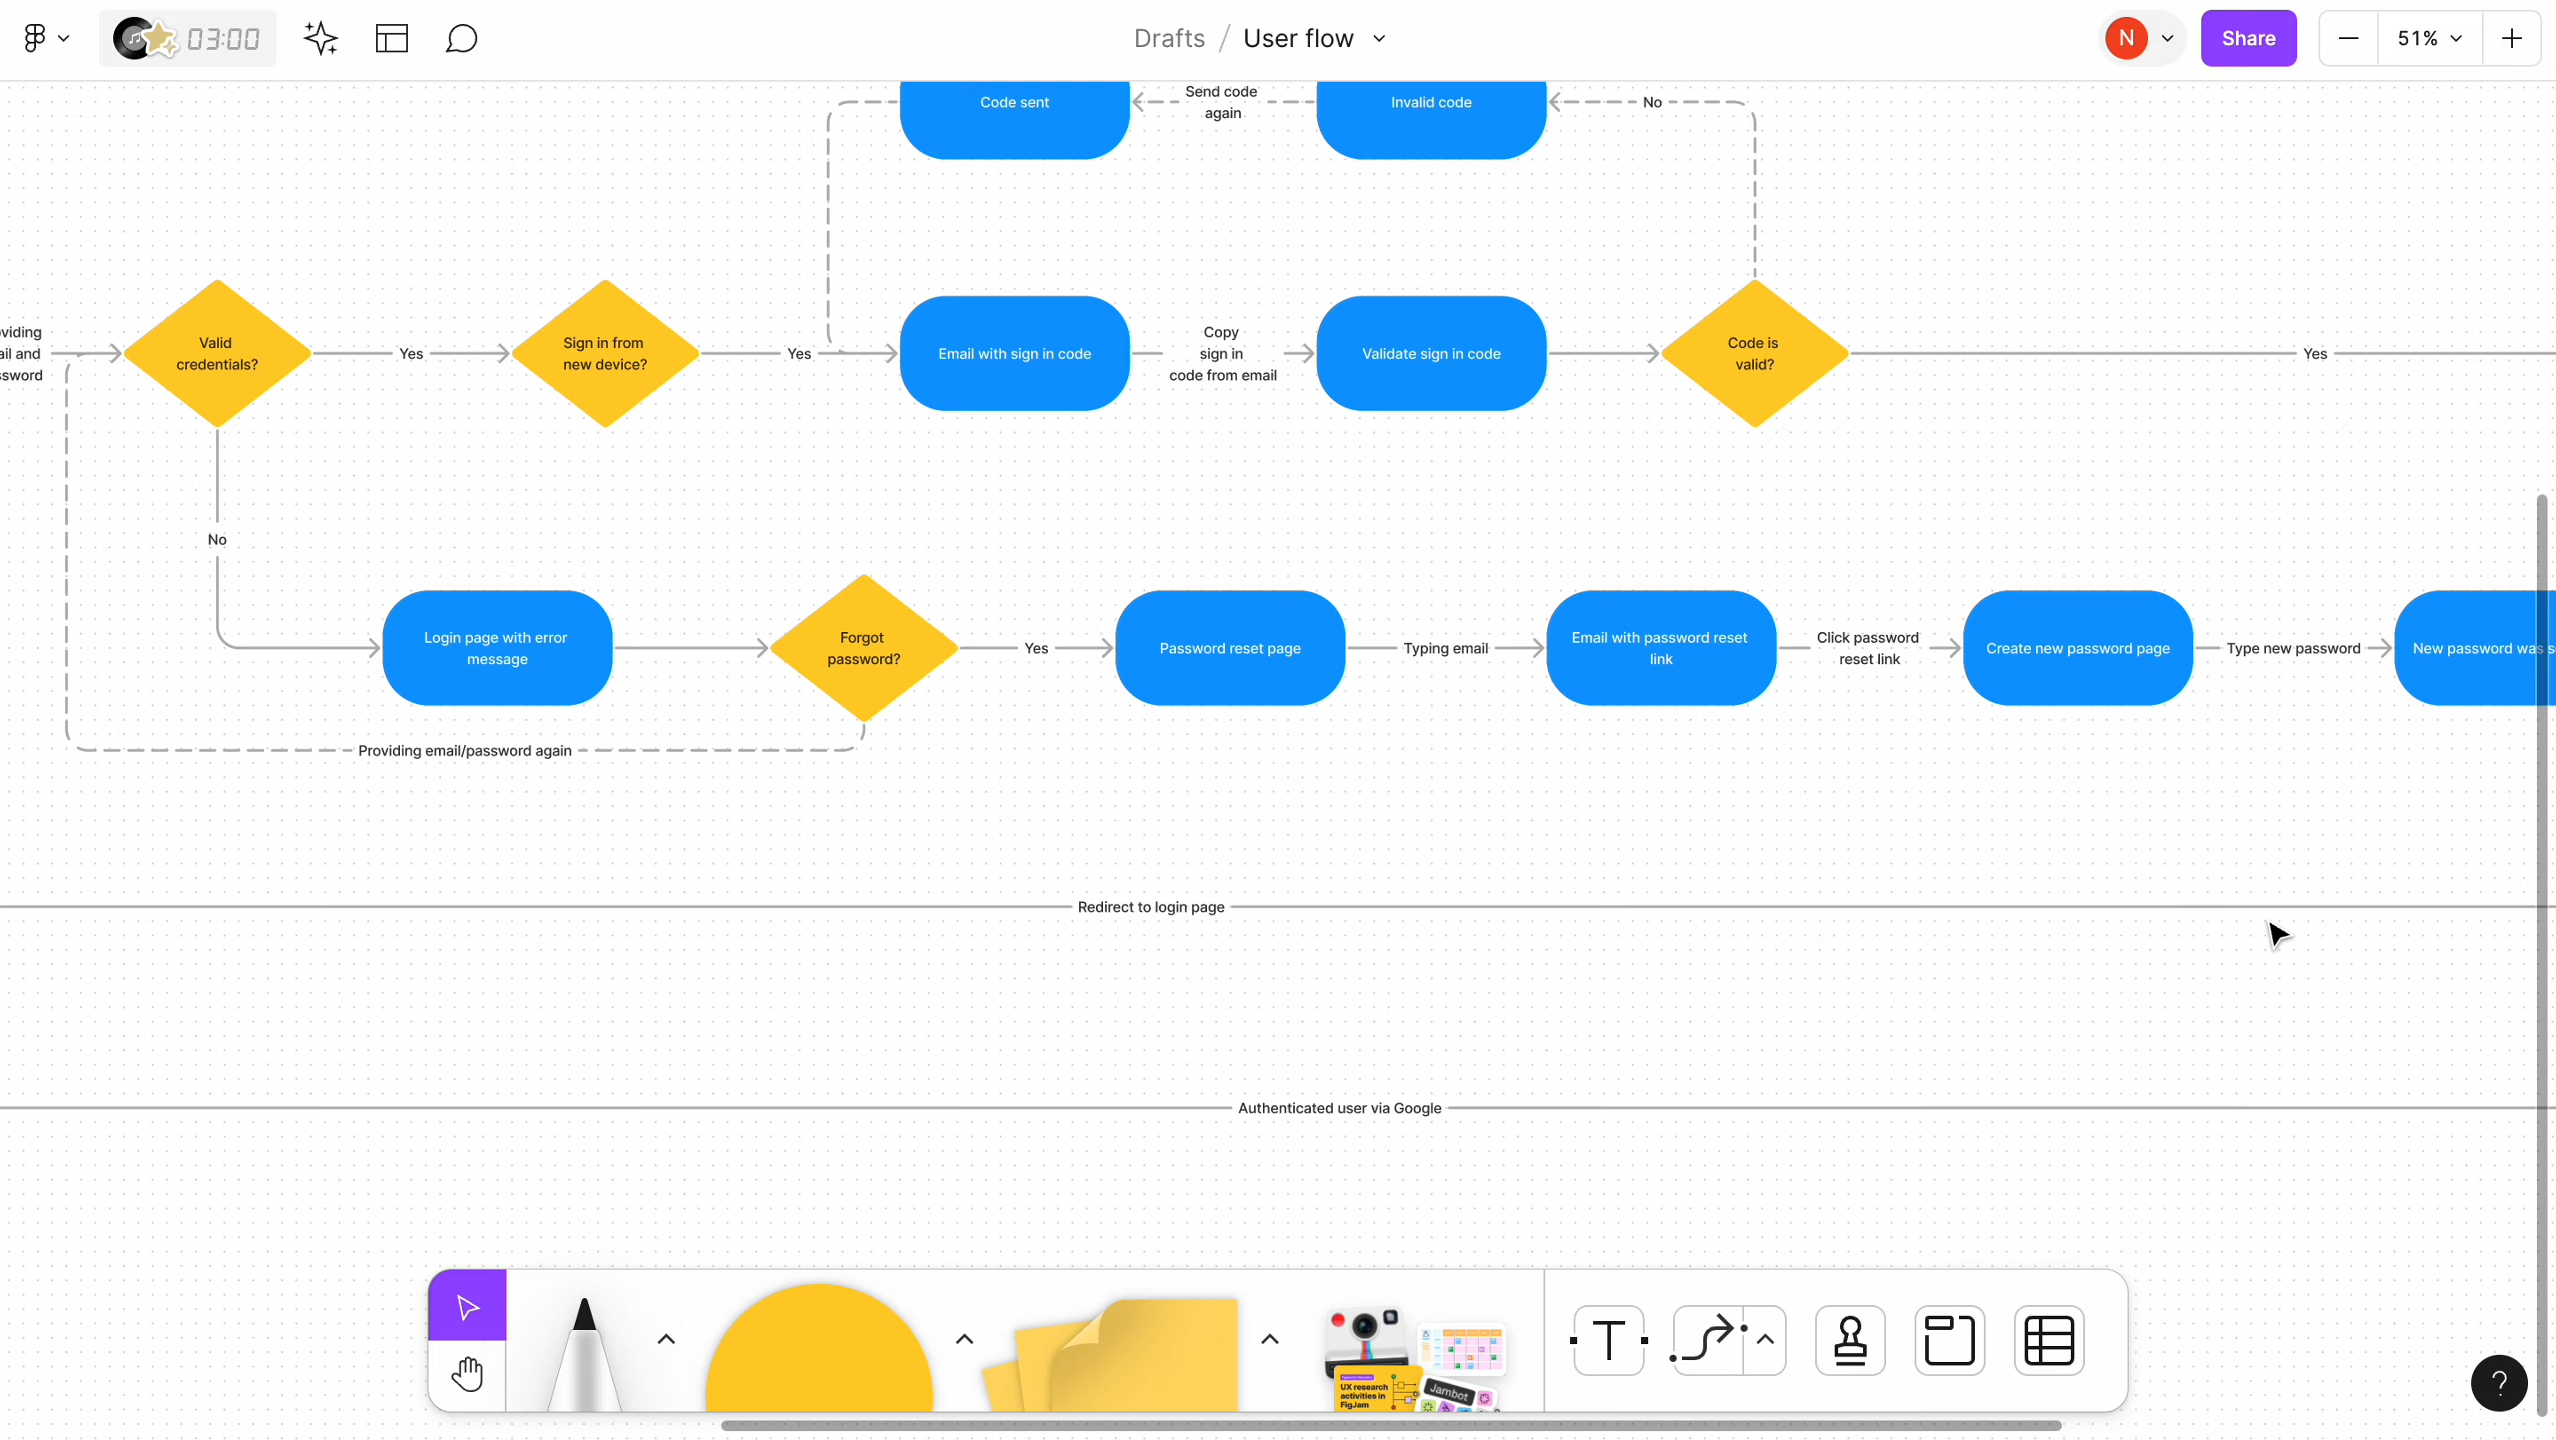 03:00
Drafts / User flow
N
Share
51%
Code sent
Send code
again
Invalid code
No
viding
ail and
ssword
Valid
credentials?
Yes
Sign in from
new device?
Yes
Email with sign in code
Copy
sign in
code from email
Validate sign in code
Code is
valid?
Yes
No
Login page with error
message
Forgot
password?
Yes
Password reset page
Typing email
Email with password reset
link
Click password
reset link
Create new password page
Type new password
New password was s
Providing email/password again
Redirect to login page
Authenticated user via Google
UX research
activities in
FigJam
Jambot
T
?